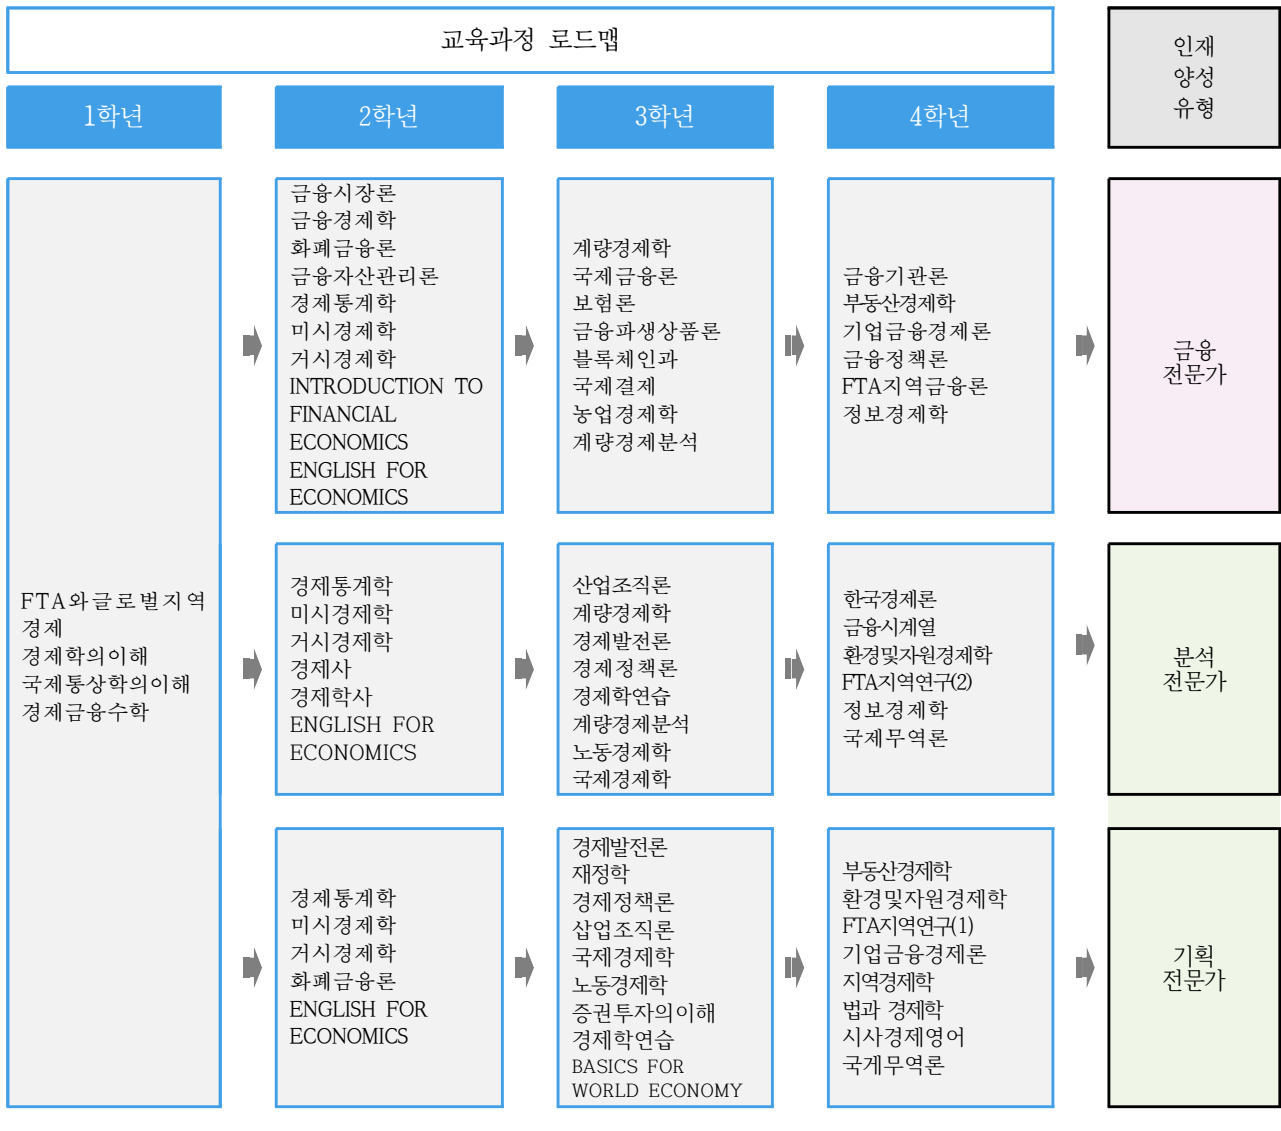 교육과정 로드맵
인재
양성
유형
1학년
2학년
3학년
4학년
FTA와글로벌지역
경제
경제학의이해
국제통상학의이해
경제금융수학
금융시장론
금융경제학
화폐금융론
금융자산관리론
경제통계학
미시경제학
거시경제학
INTRODUCTION TO
FINANCIAL
ECONOMICS
ENGLISH FOR
ECONOMICS
계량경제학
국제금융론
보험론
금융파생상품론
블록체인과
국제결제
농업경제학
계량경제분석
금융기관론
부동산경제학
기업금융경제론
금융정책론
FTA지역금융론
정보경제학
금융
전문가
경제통계학
미시경제학
거시경제학
경제사
경제학사
ENGLISH FOR
ECONOMICS
산업조직론
계량경제학
경제발전론
경제정책론
경제학연습
계량경제분석
노동경제학
국제경제학
한국경제론
금융시계열
환경및자원경제학
FTA지역연구(2)
정보경제학
국제무역론
분석
전문가
경제통계학
미시경제학
거시경제학
화폐금융론
ENGLISH FOR
ECONOMICS
경제발전론
재정학
경제정책론
삽업조직론
국제경제학
노동경제학
증권투자의이해
경제학연습
BASICS FOR
WORLD ECONOMY
부동산경제학
환경및자원경제학
FTA지역연구(1)
기업금융경제론
지역경제학
법과 경제학
시사경제영어
국게무역론
기획
전문가